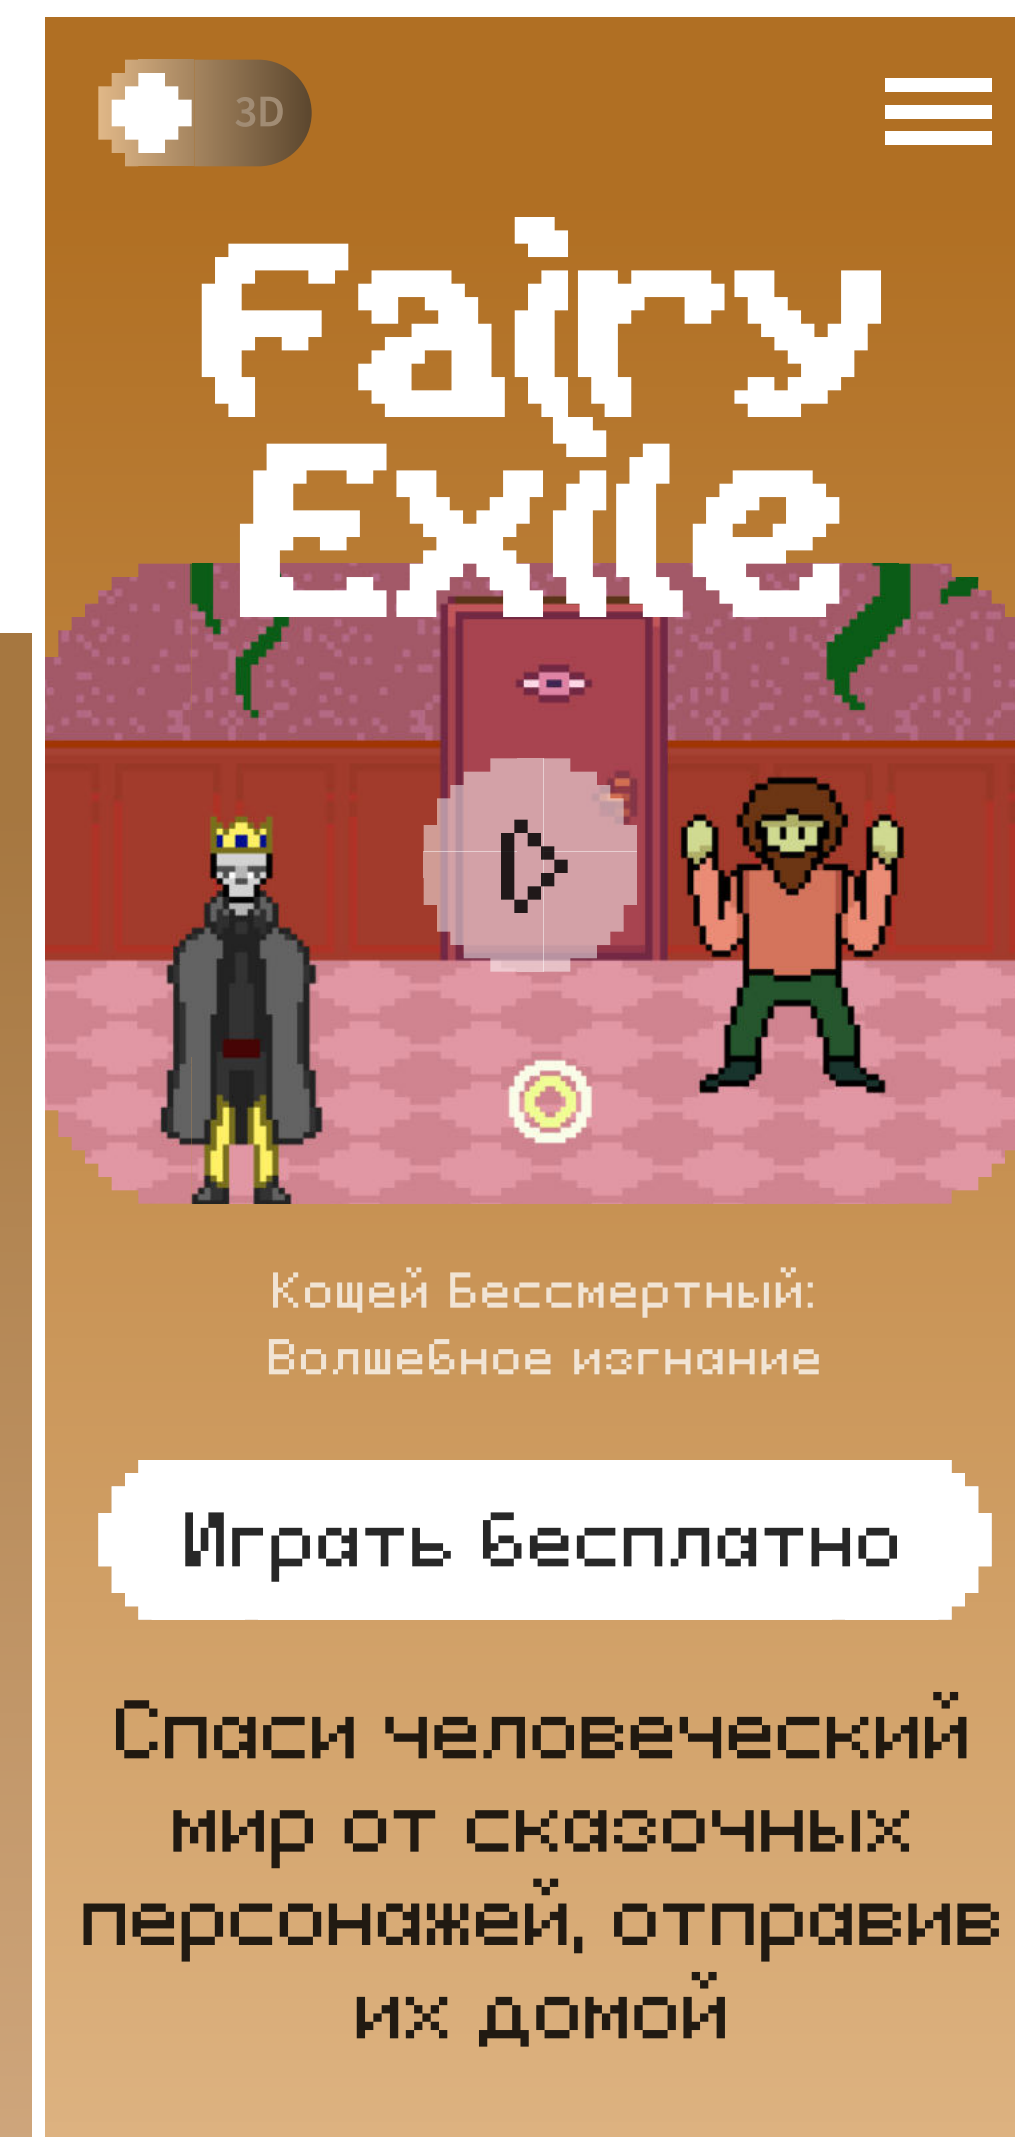 3D
Fairy
Exile
Кощей Бессмертный:
Волшебное изгнание
Играть бесплатно
Спаси человеческий
мир от сказочных
персонажей, отправив
их домой